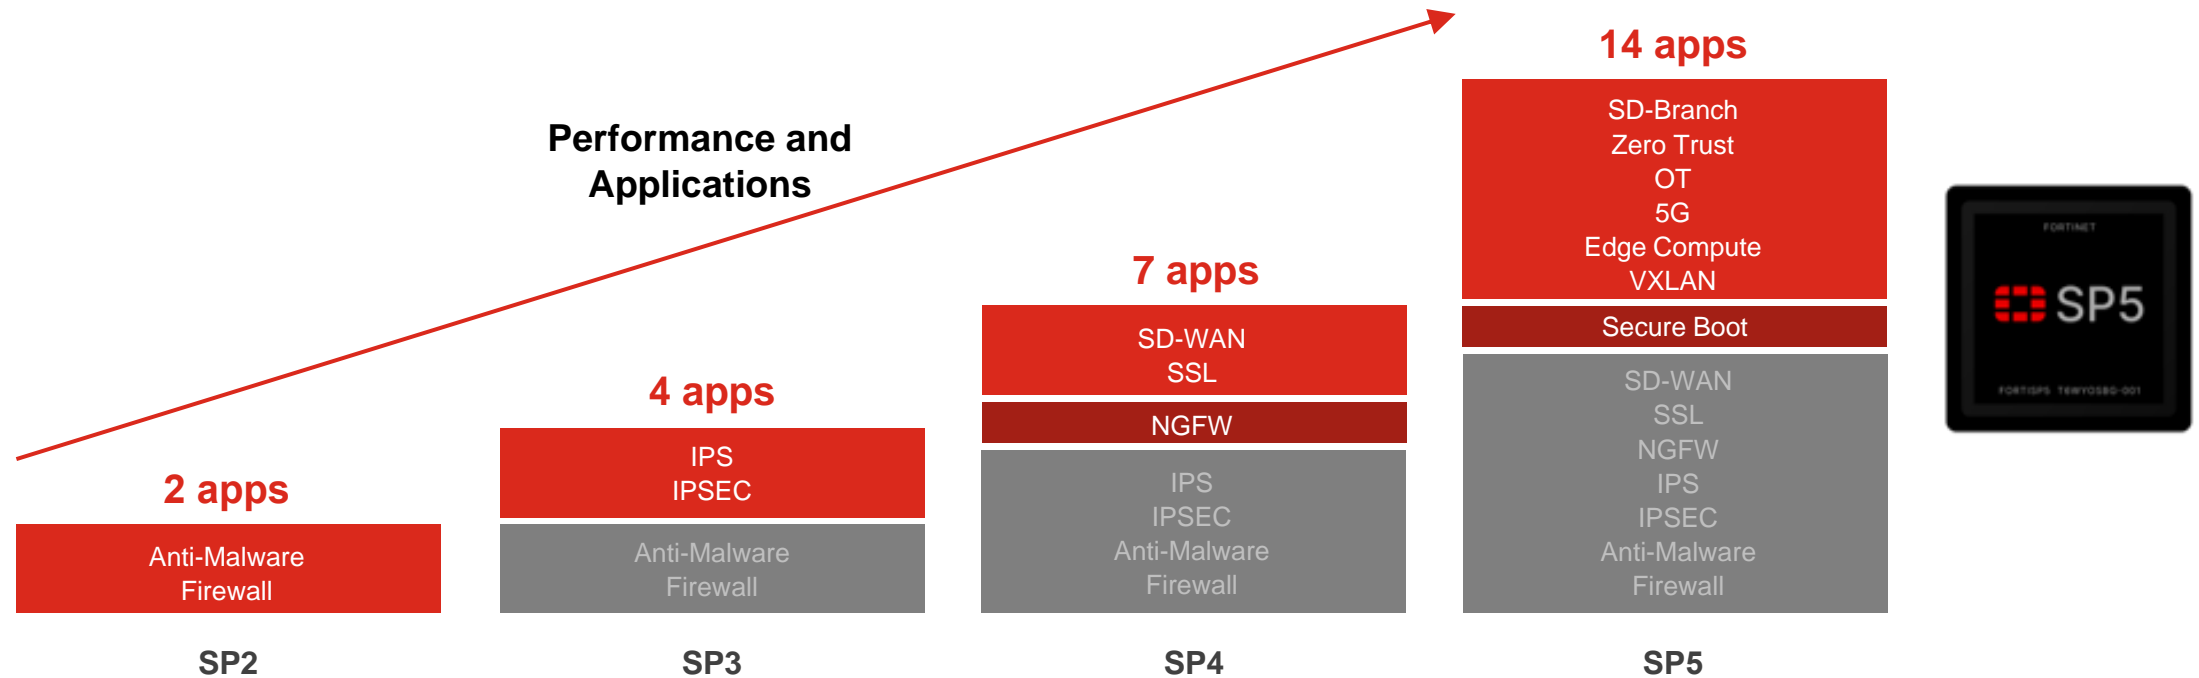 Performance and
Applications
2 apps
Anti-Malware
Firewall
SP2
4 apps
IPS
IPSEC
Anti-Malware
Firewall
SP3
7 apps
SD-WAN
SSL
NGFW
IPS
IPSEC
Anti-Malware
Firewall
SP4
14 apps
SD-Branch
Zero Trust
OT
5G
Edge Compute
VXLAN
Secure Boot
SD-WAN
SSL
NGFW
IPS
IPSEC
Anti-Malware
Firewall
SP5
FORTINET
SP5
FORTISP5